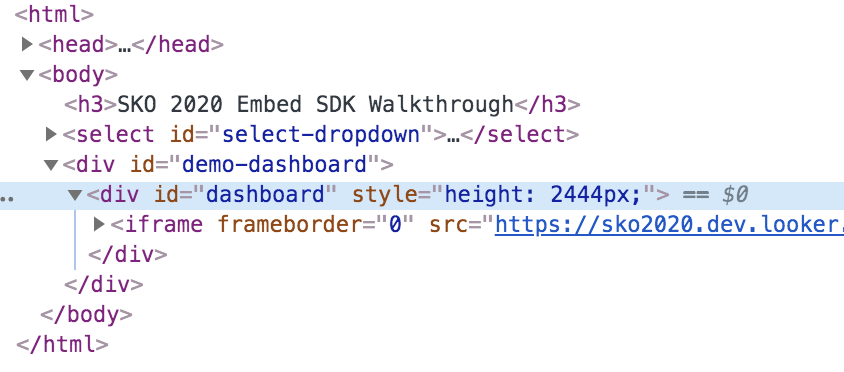 <html>
▶<head>…</head>
▼<body>
<h3>SKO 2020 Embed SDK Walkthrough</h3>
▶<select id="select-dropdown">…</select>
▼<div id="demo-dashboard">
..▼<div id="dashboard" style="height: 2444px;"> == $0
▶<iframe frameborder="0" src="https://sko2020.dev.looker.
</div>
</div>
</body>
</html>